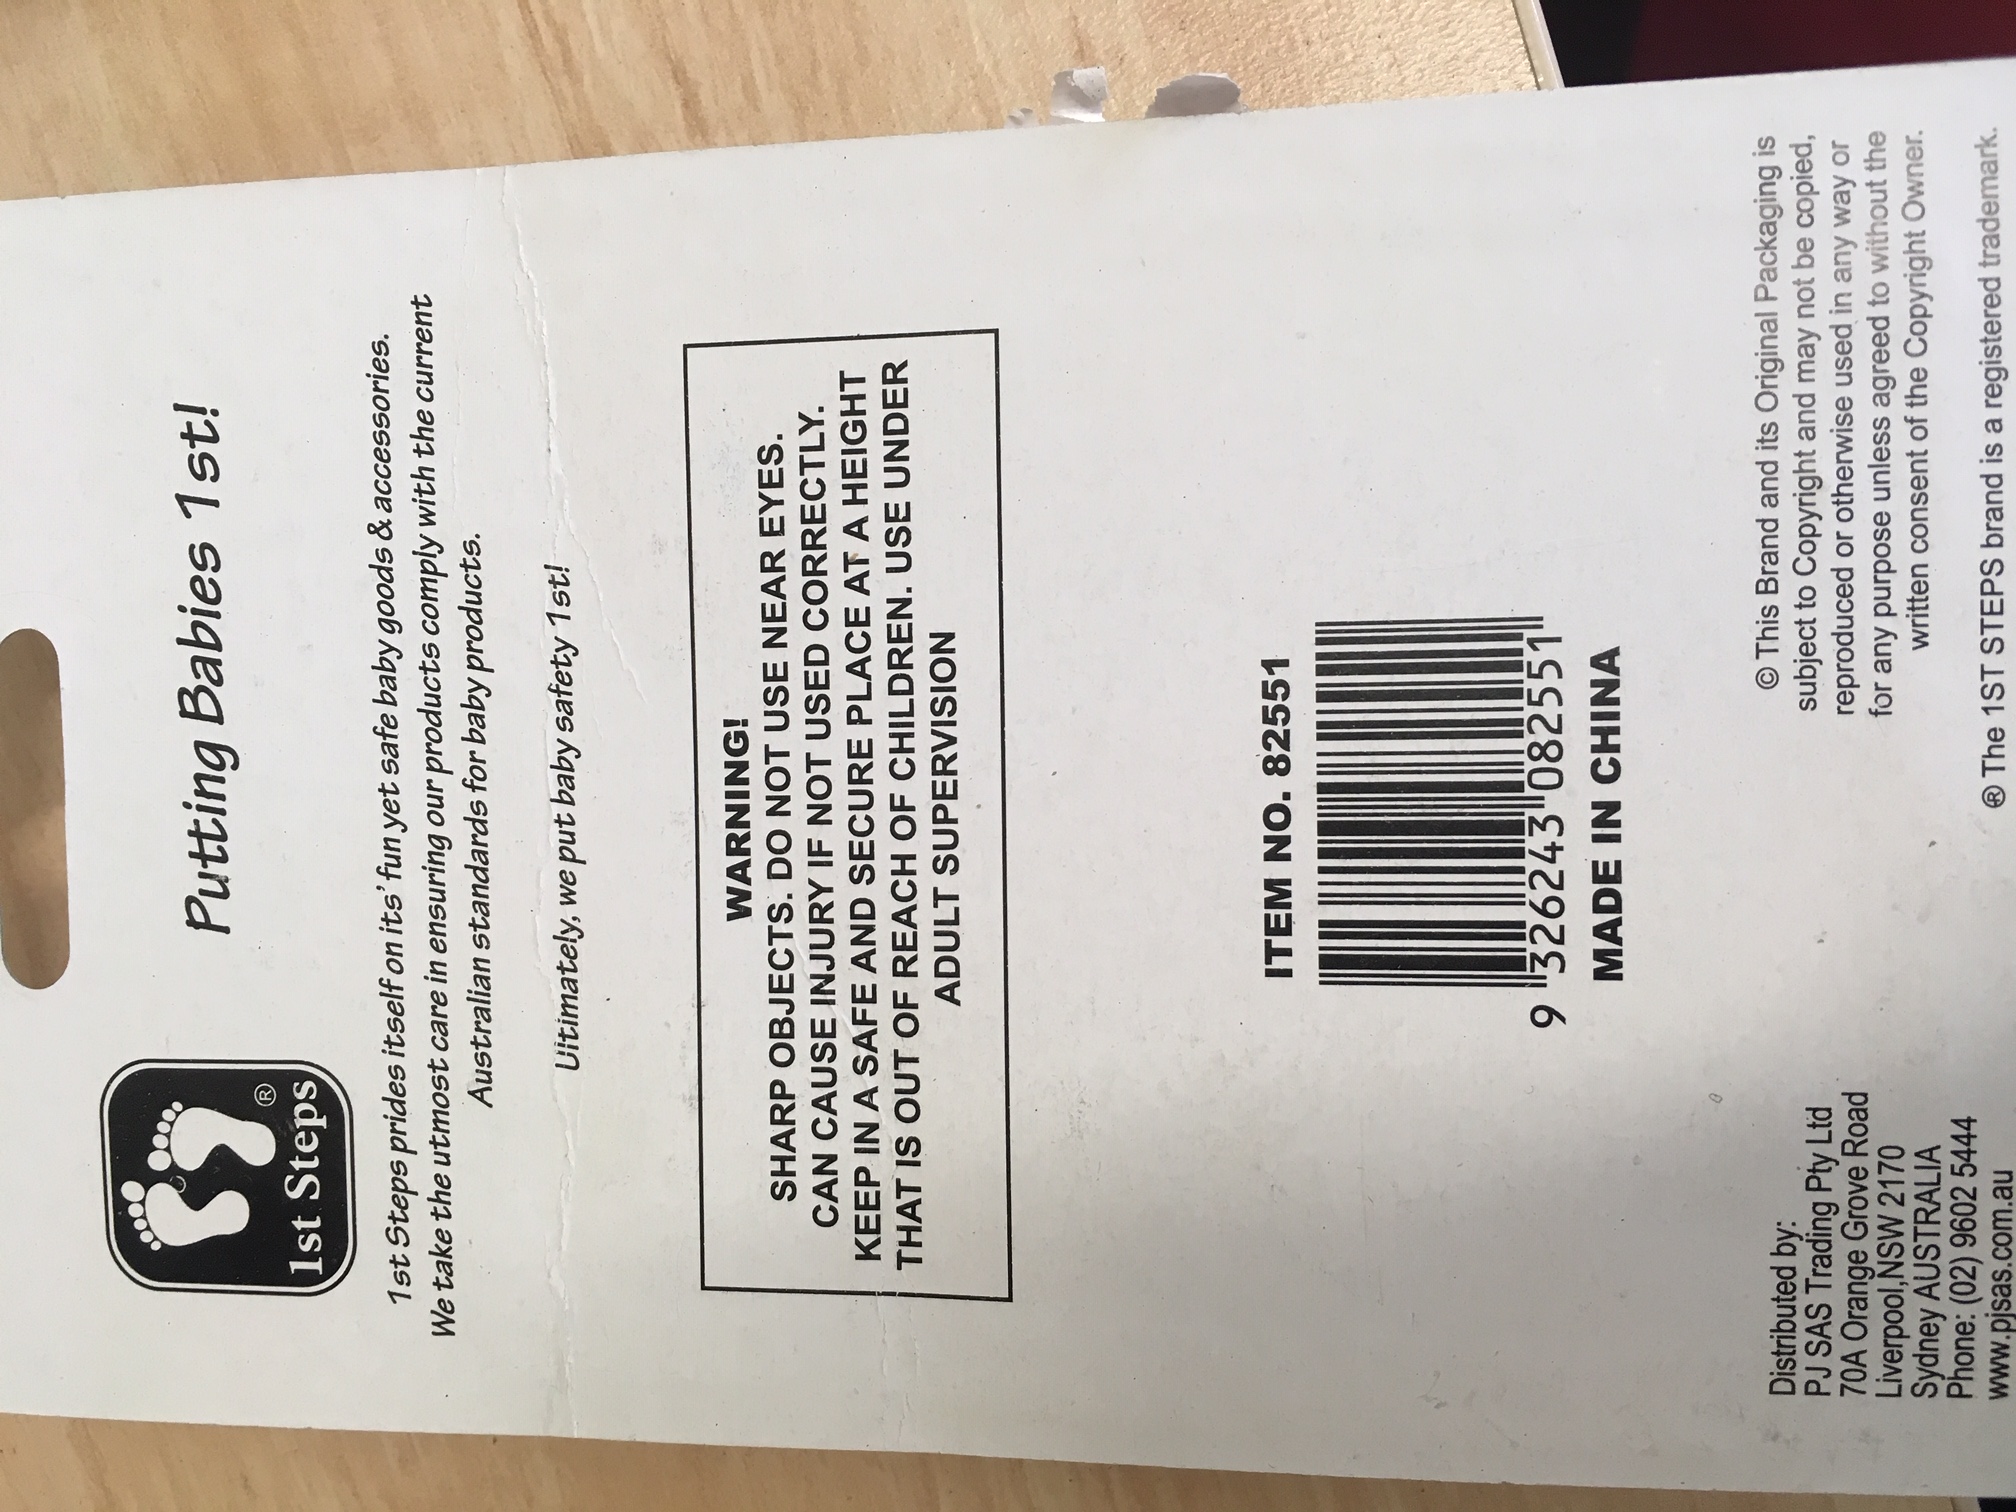 1st Steps ®
Putting Babies 1st!
1st Steps prides itself on its' fun yet safe baby goods & accessories.
We take the utmost care in ensuring our products comply with the current
Australian standards for baby products.
Ultimately, we put baby safety 1st!
WARNING!
SHARP OBJECTS. DO NOT USE NEAR EYES.
CAN CAUSE INJURY IF NOT USED CORRECTLY.
KEEP IN A SAFE AND SECURE PLACE AT A HEIGHT
THAT IS OUT OF REACH OF CHILDREN. USE UNDER
ADULT SUPERVISION
ITEM NO. 82551
9 326243 082551
MADE IN CHINA
Distributed by:
PJ SAS Trading Pty Ltd
70A Orange Grove Road
Liverpool,NSW 2170
Sydney AUSTRALIA
Phone: (02) 9602 5444
www.pjsas.com.au
© This Brand and its Original Packaging is
subject to Copyright and may not be copied,
reproduced or otherwise used in any way or
for any purpose unless agreed to without the
written consent of the Copyright Owner.
® The 1ST STEPS brand is a registered trademark.